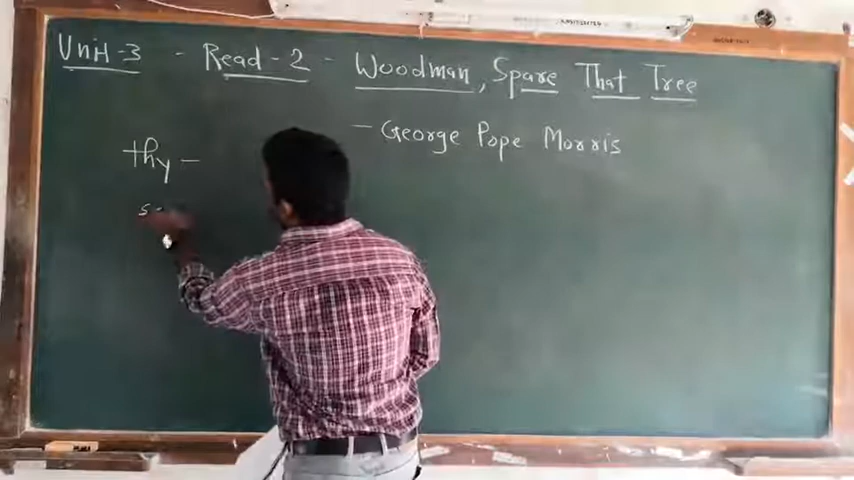 Unit-3 - Read-2 - Woodman, Spare That Tree
- George Pope Morris
thy -